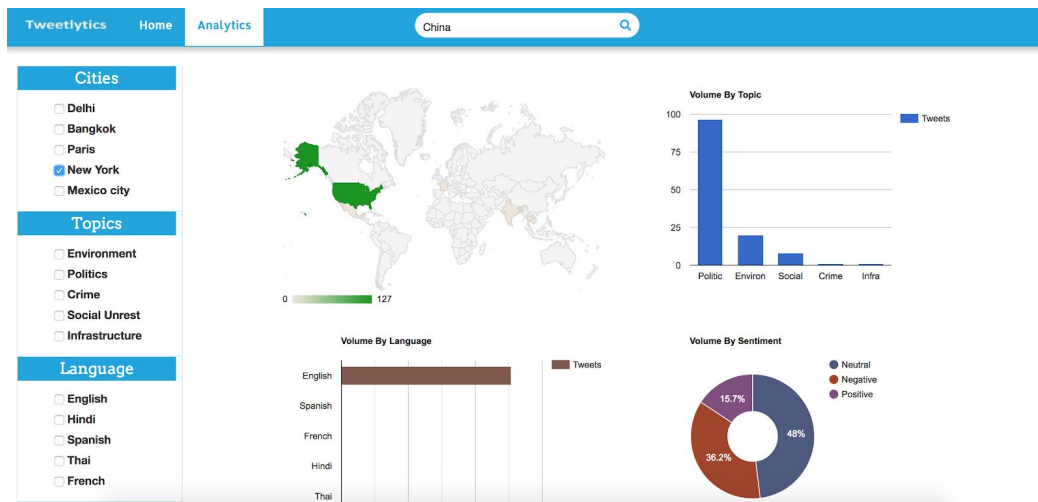 Tweetlytics Home Analytics China
Cities
Delhi
Bangkok
Paris
New York
Mexico city
Topics
Environment
Politics
Crime
Social Unrest
Infrastructure
Language
English
Hindi
Spanish
Thai
French
0 127
Volume By Topic
Tweets
100
75
50
25
0
Politic Environ Social Crime Infra
Volume By Language
Tweets
English
Spanish
French
Hindi
Thai
Volume By Sentiment
Neutral
Negative
Positive
15.7%
48%
36.2%